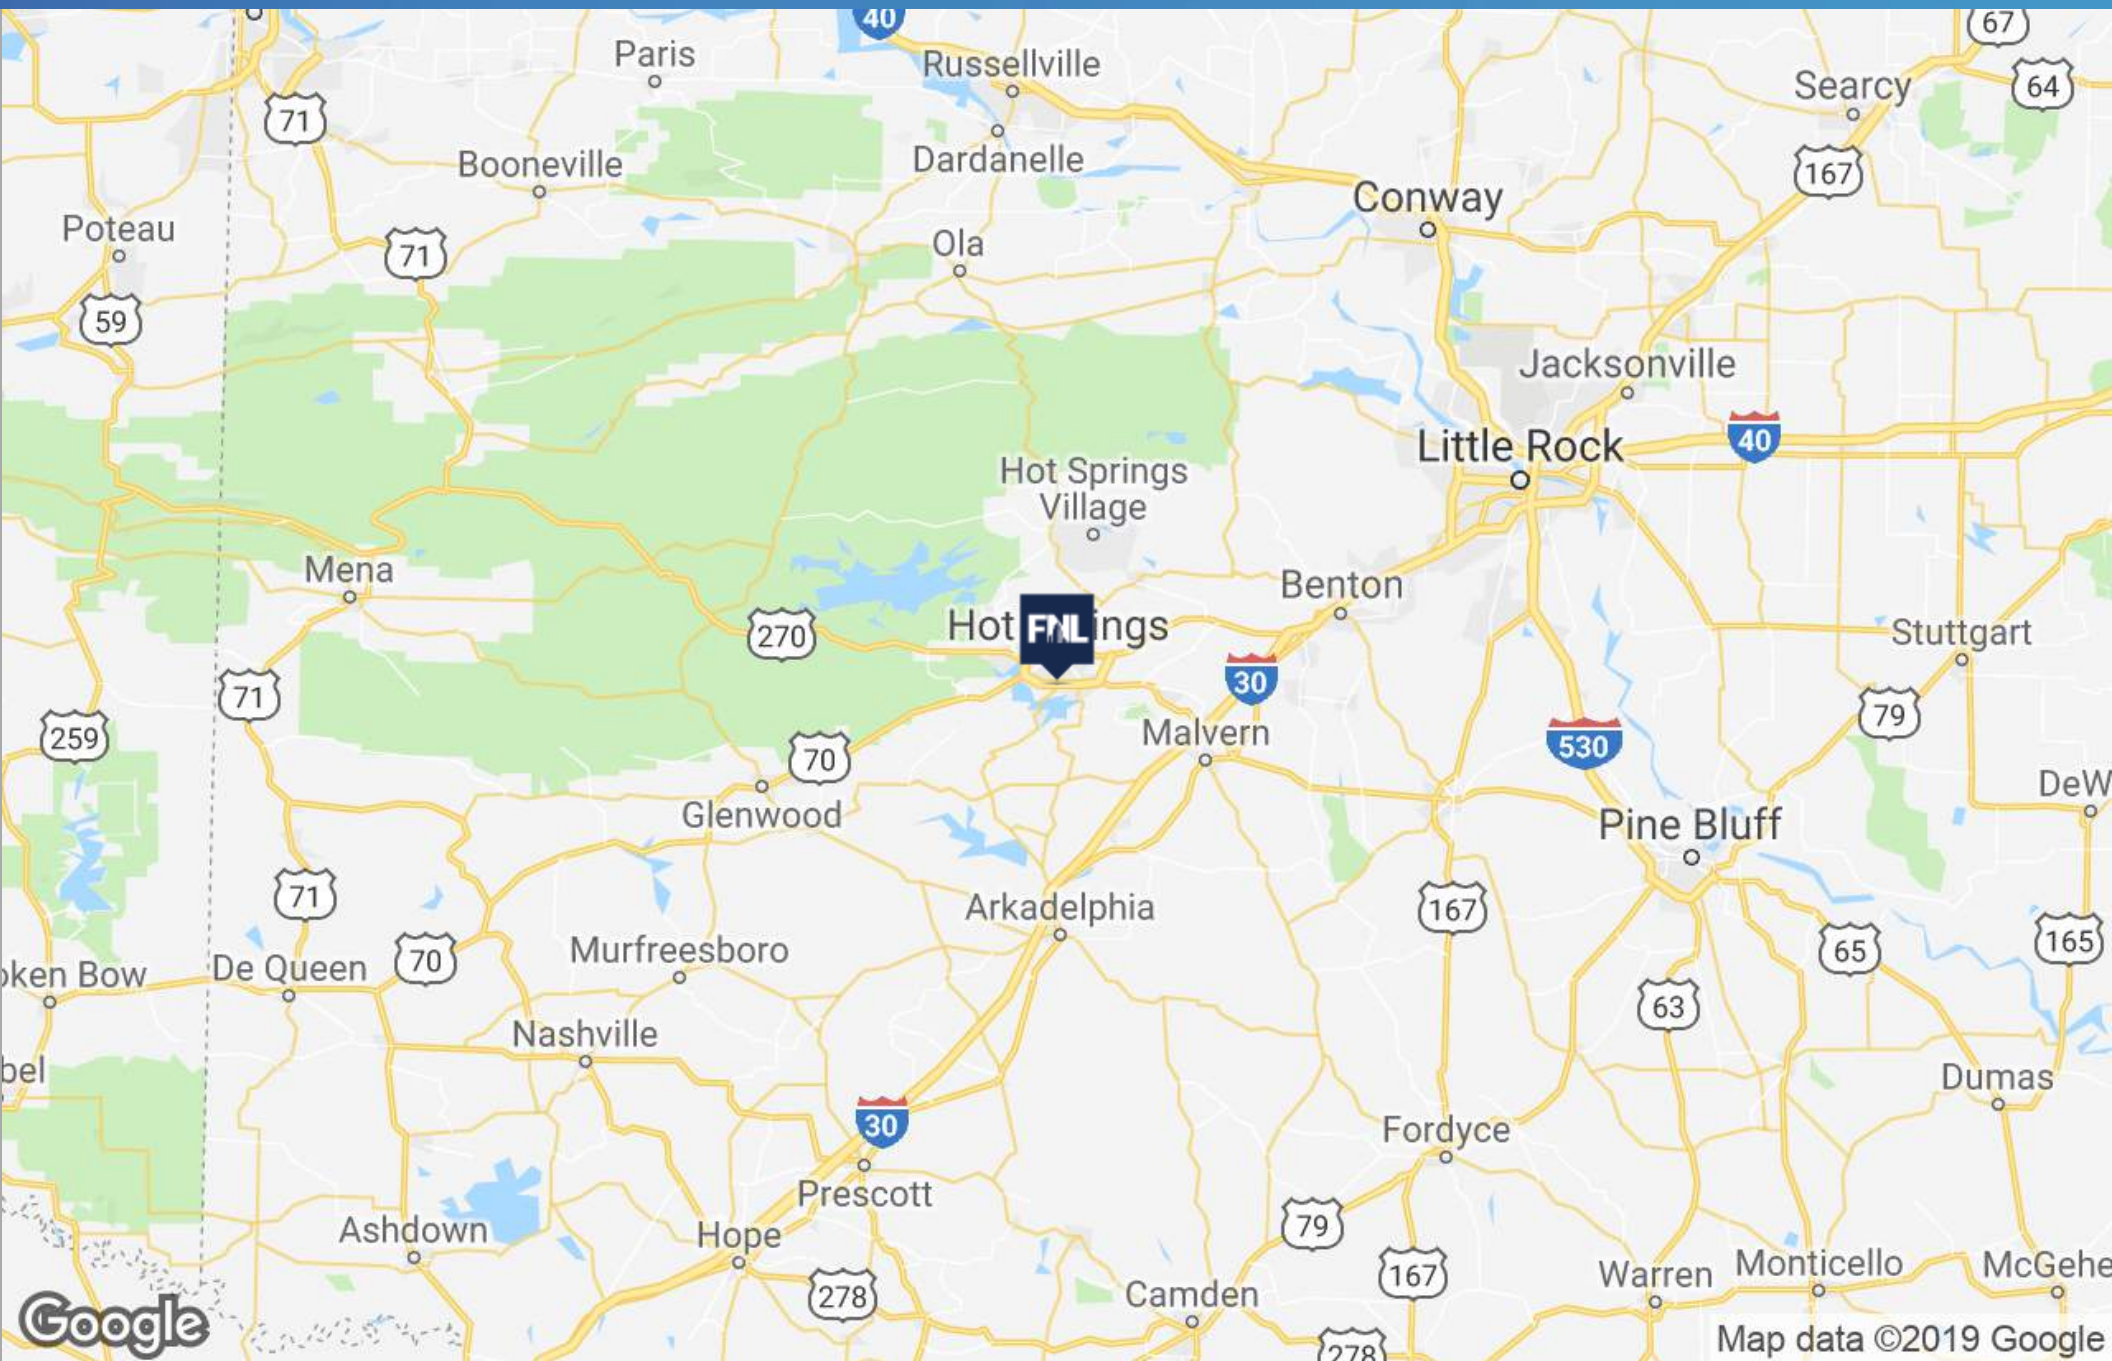 40
67
Paris
Russellville
Searcy
64
71
Booneville
Dardanelle
167
Conway
Poteau
71
Ola
59
Jacksonville
40
Little Rock
Hot Springs
Village
Mena
Benton
Hot
FNL
ings
270
Stuttgart
71
30
79
259
Malvern
530
70
DeW
Glenwood
Pine Bluff
71
Arkadelphia
167
165
70
Murfreesboro
65
ken Bow
De Queen
63
Nashville
bel
Dumas
30
Fordyce
Prescott
Ashdown
Hope
79
Warren
Monticello
McGehe
278
167
Camden
Google
278
Map data ©2019 Google